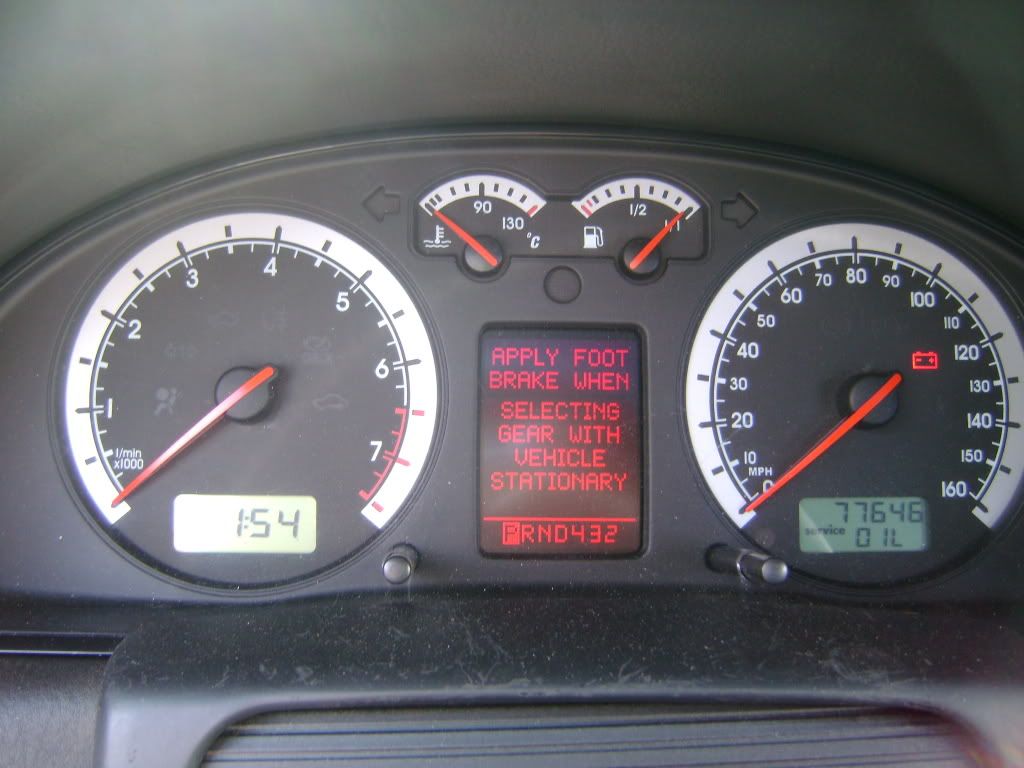 90
130
°C
1/2
1/1
1
2
3
4
5
6
7
l/min
x1000
1:54
APPLY FOOT
BRAKE WHEN
SELECTING
GEAR WITH
VEHICLE
STATIONARY
PRND432
0
10
20
30
40
50
60
70
80
90
100
110
120
130
140
150
160
MPH
77646
service
OIL